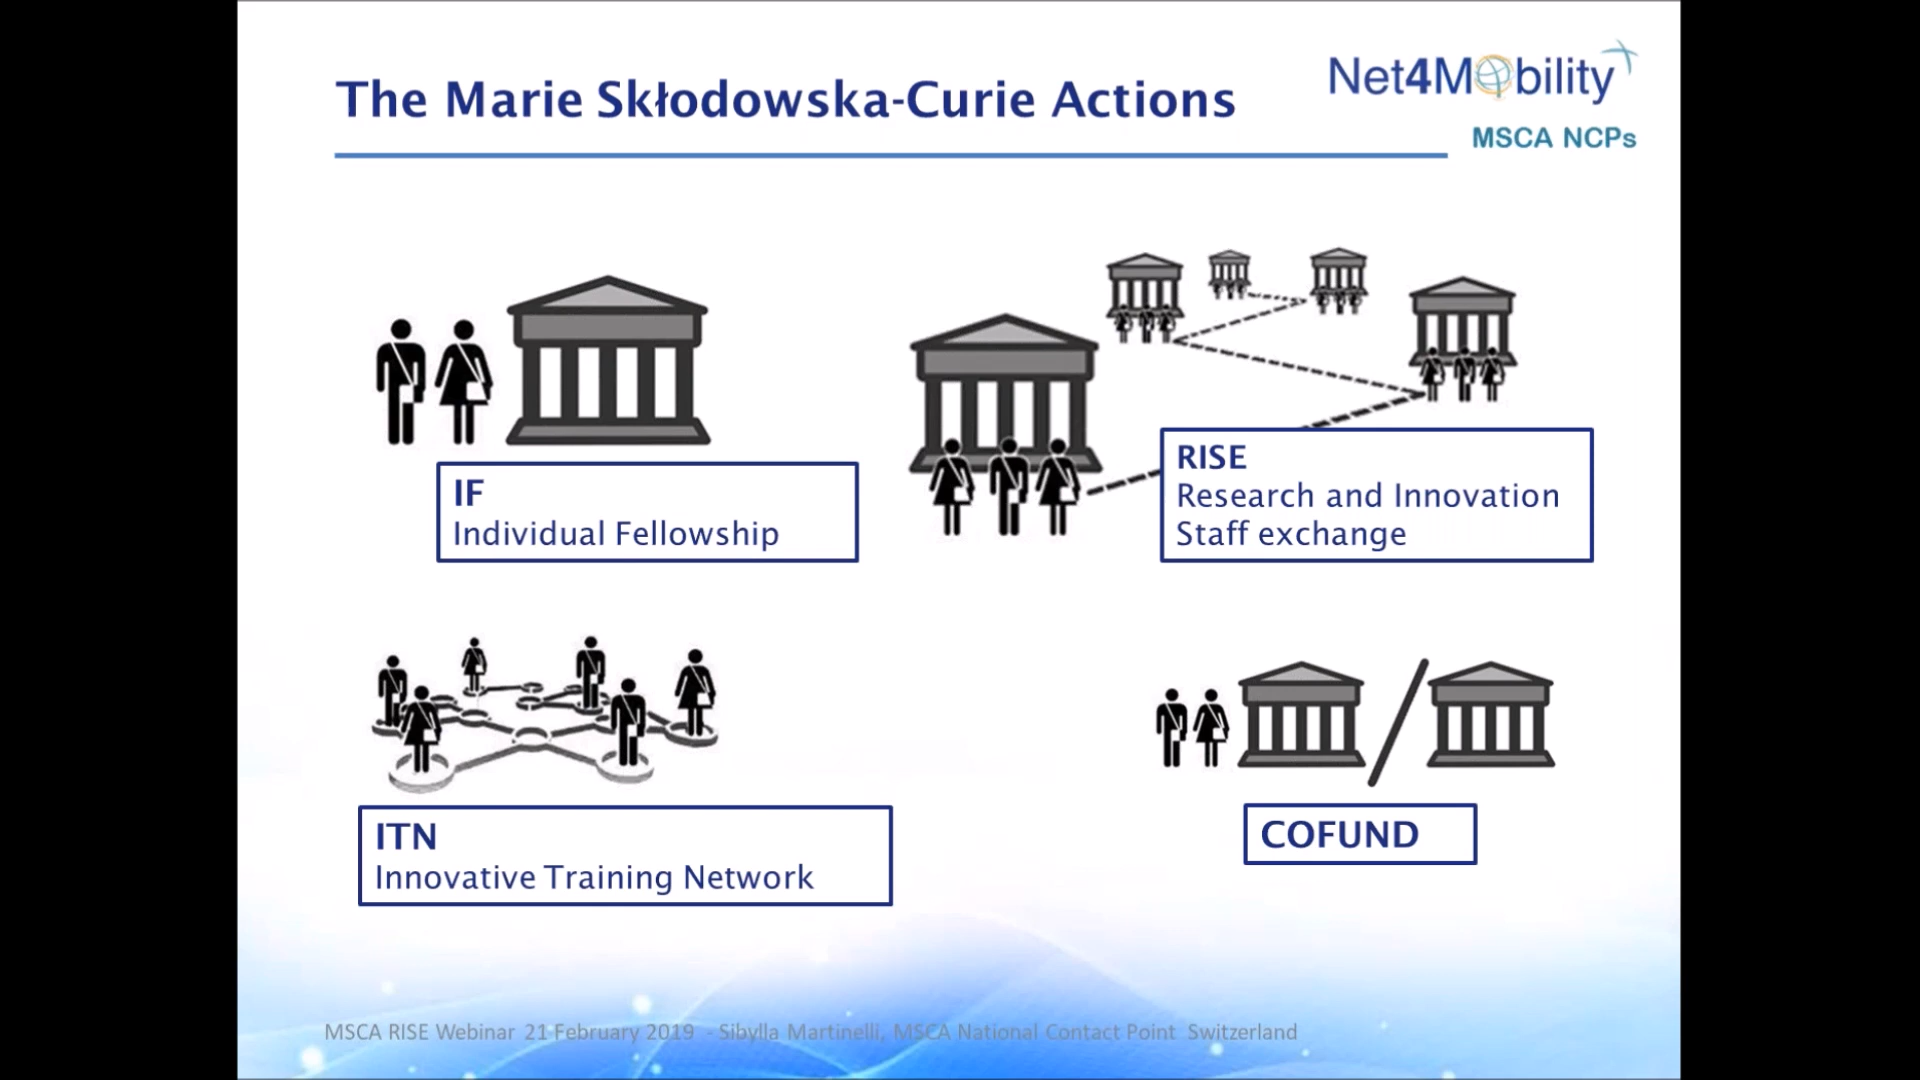 The Marie Skłodowska-Curie Actions
Net4Mobility
MSCA NCPs
IF
Individual Fellowship
RISE
Research and Innovation
Staff exchange
ITN
Innovative Training Network
COFUND
MSCA RISE Webinar 21 February 2019 - Sibylla Martinelli, MSCA National Contact Point Switzerland